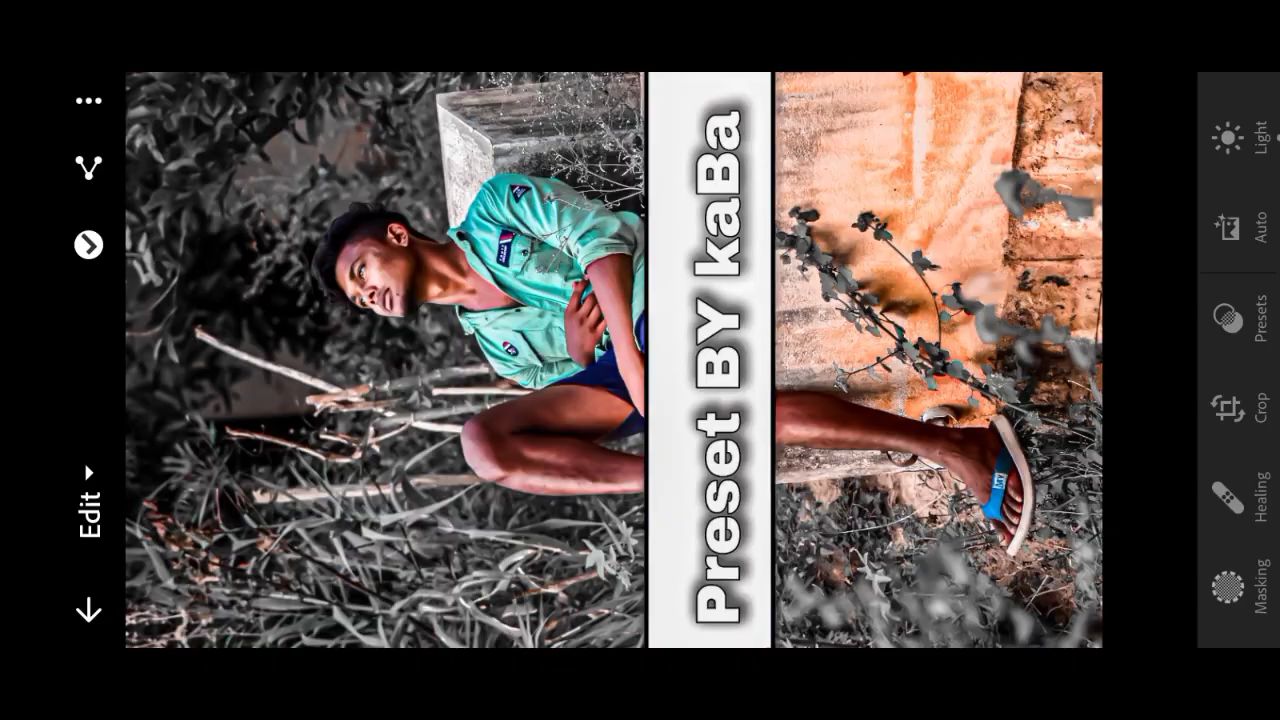 Edit
Preset BY kaBa
Light
Auto
Presets
Crop
Healing
Masking